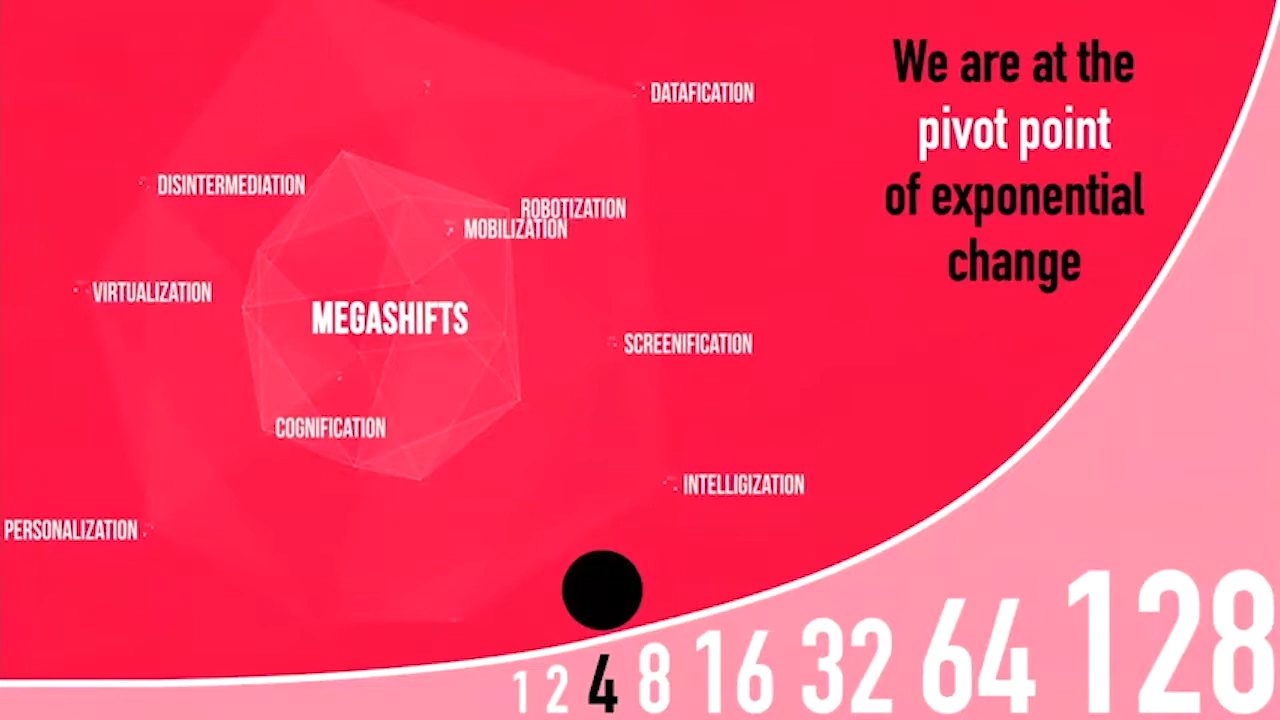 We are at the
pivot point
of exponential
change
DATAFICATION
DISINTERMEDIATION
ROBOTIZATION
MOBILIZATION
VIRTUALIZATION
MEGASHIFTS
SCREENIFICATION
COGNIFICATION
INTELLIGIZATION
PERSONALIZATION
1 2 4 8 16 32 64 128